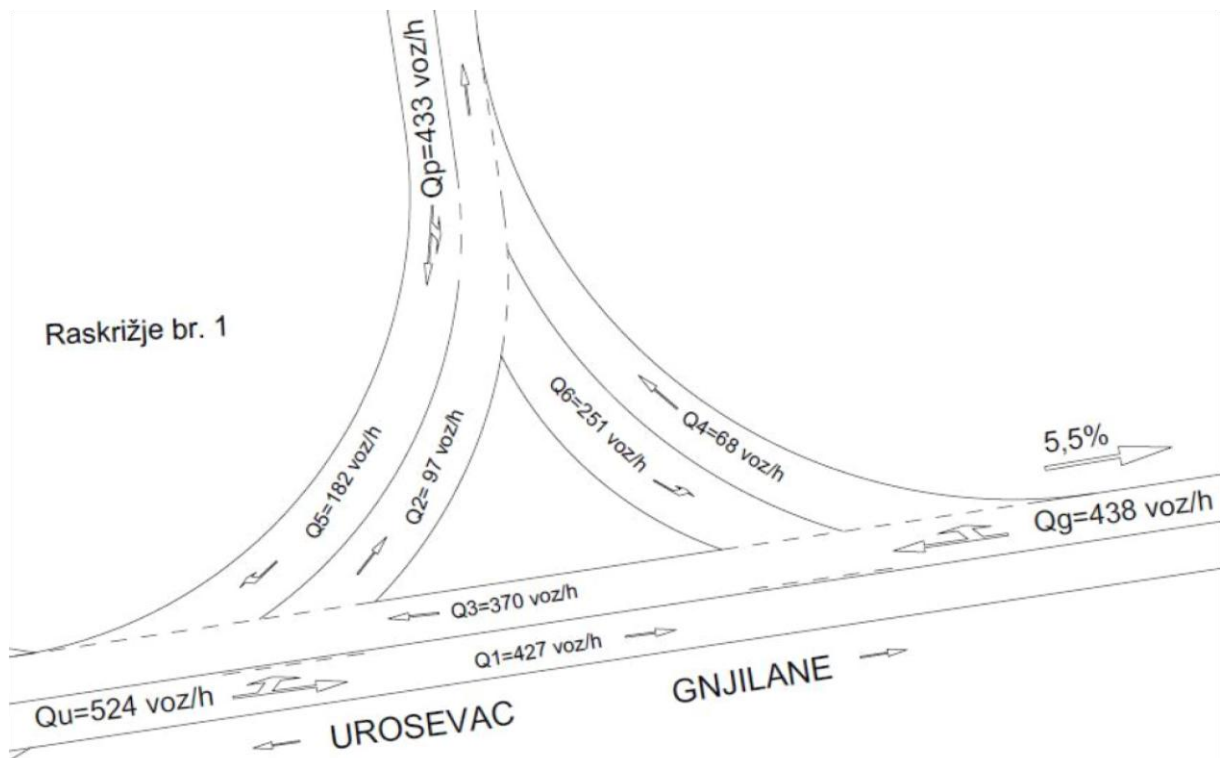 Qp=433 voz/h
Raskrižje br. 1
Q5=182 voz/h
Q2= 97 voz/h
Q6=251 voz/h
Q4=68 voz/h
5,5%
Qg=438 voz/h
Q3=370 voz/h
Q1=427 voz/h
Qu=524 voz/h
GNJILANE
UROSEVAC